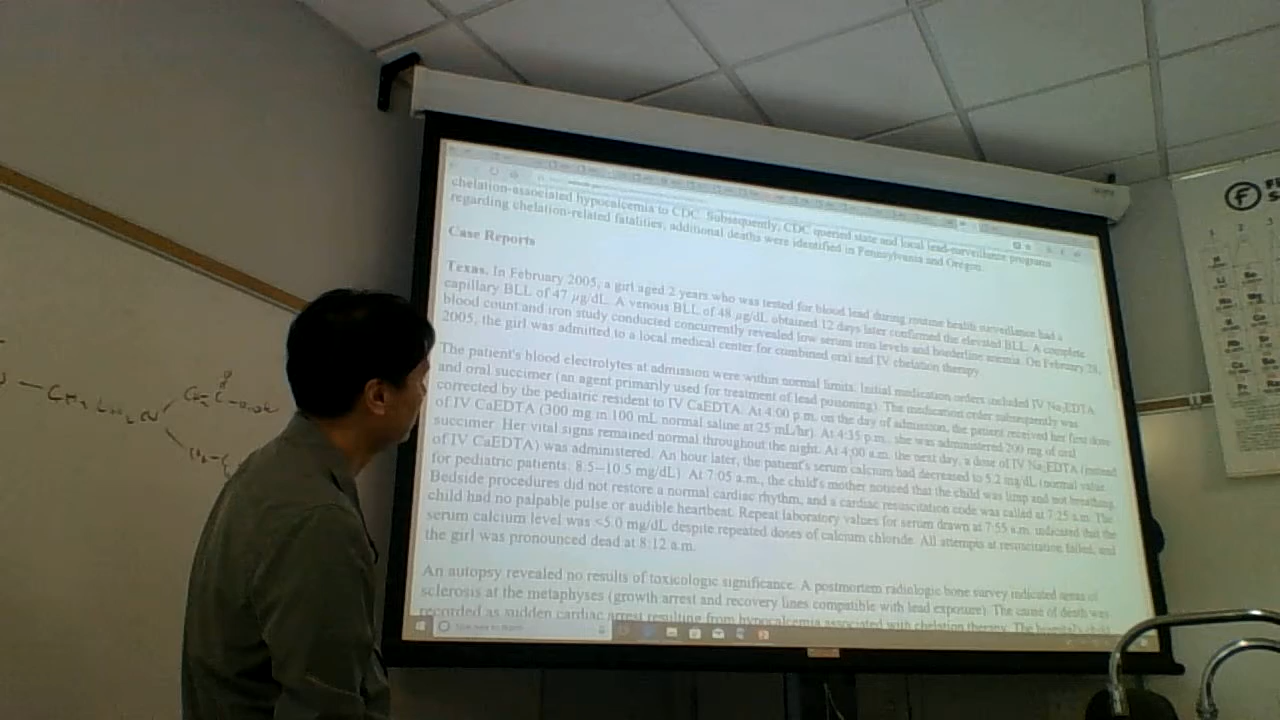 chelation-associated hypocalcemia to CDC. Subsequently, CDC queried state and local lead-surveillance programs
regarding chelation-related fatalities; additional deaths were identified in Pennsylvania and Oregon.
Case Reports
Texas. In February 2005, a girl aged 2 years who was tested for blood lead during routine health surveillance had a
capillary BLL of 47 µg/dL. A venous BLL of 48 µg/dL obtained 12 days later confirmed the elevated BLL. A complete
blood count and iron study conducted concurrently revealed low serum iron levels and borderline anemia. On February 28,
2005, the girl was admitted to a local medical center for combined oral and IV chelation therapy.
The patient's blood electrolytes at admission were within normal limits. Initial medication orders included IV Na2EDTA
and oral succimer (an agent primarily used for treatment of lead poisoning). The medication order subsequently was
corrected by the pediatric resident to IV CaEDTA. At 4:00 p.m. on the day of admission, the patient received her first dose
of IV CaEDTA (300 mg in 100 mL normal saline at 25 mL/hr). At 4:35 p.m., she was administered 200 mg of oral
succimer. Her vital signs remained normal throughout the night. At 4:00 a.m. the next day, a dose of IV Na2EDTA (instead
of IV CaEDTA) was administered. An hour later, the patient's serum calcium had decreased to 5.2 mg/dL (normal value
for pediatric patients: 8.5–10.5 mg/dL). At 7:05 a.m., the child's mother noticed that the child was limp and not breathing.
Bedside procedures did not restore a normal cardiac rhythm, and a cardiac resuscitation code was called at 7:25 a.m. The
child had no palpable pulse or audible heartbeat. Repeat laboratory values for serum drawn at 7:55 a.m. indicated that the
serum calcium level was <5.0 mg/dL despite repeated doses of calcium chloride. All attempts at resuscitation failed, and
the girl was pronounced dead at 8:12 a.m.
An autopsy revealed no results of toxicologic significance. A postmortem radiologic bone survey indicated areas of
sclerosis at the metaphyses (growth arrest and recovery lines compatible with lead exposure). The cause of death was
recorded as sudden cardiac arrest resulting from hypocalcemia associated with chelation therapy. The